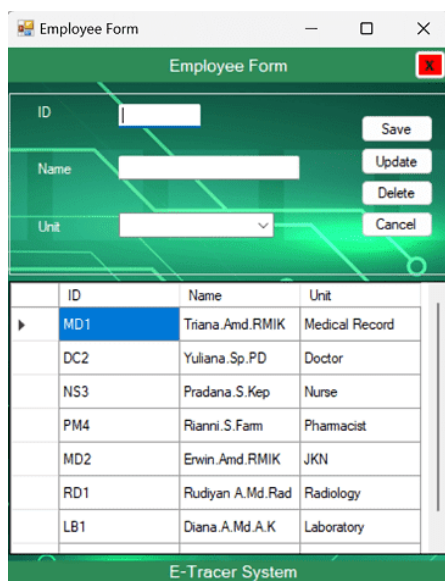 Employee Form
Employee Form
X
ID
Save
Name
Update
Delete
Unit
Cancel
ID Name Unit
MD1 Triana.Amd.RMIK Medical Record
DC2 Yuliana.Sp.PD Doctor
NS3 Pradana.S.Kep Nurse
PM4 Rianni.S.Farm Pharmacist
MD2 Erwin.Amd.RMIK JKN
RD1 Rudiyan A.Md.Rad Radiology
LB1 Diana.A.Md.A.K Laboratory
E-Tracer System